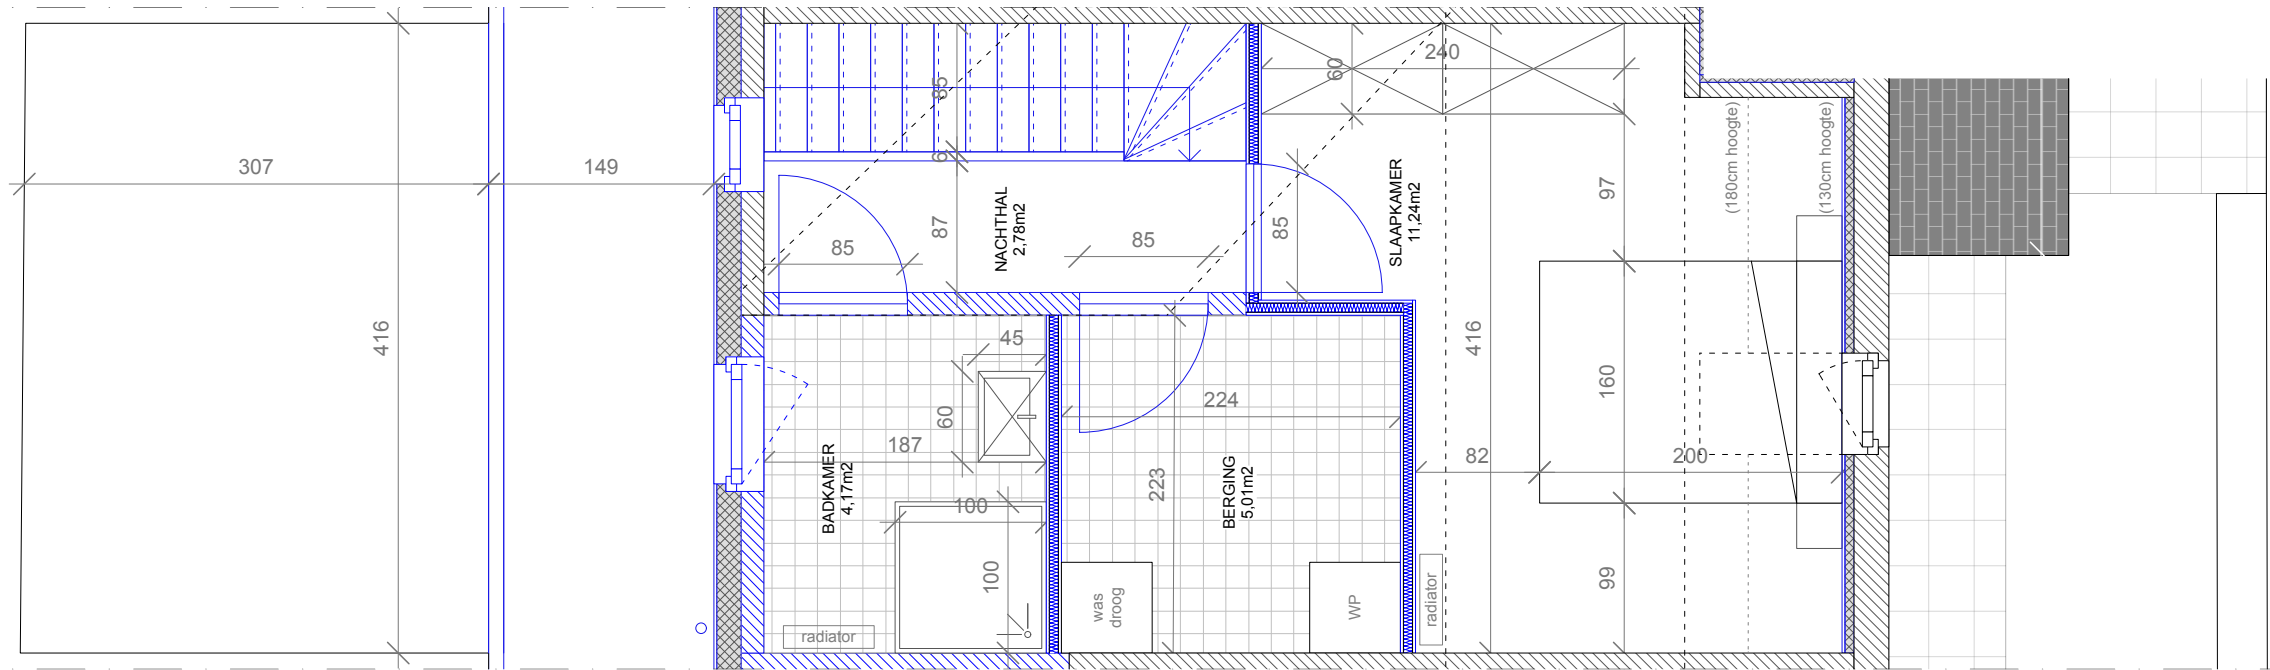 307
149
416
85
6
87
85
85
NACHTHAL
2,78m2
85
60
240
SLAAPKAMER
11,24m2
97
(180cm hoogte)
(130cm hoogte)
416
160
82
200
99
45
60
187
BADKAMER
4,17m2
100
100
radiator
224
223
BERGING
5,01m2
was
droog
WP
radiator